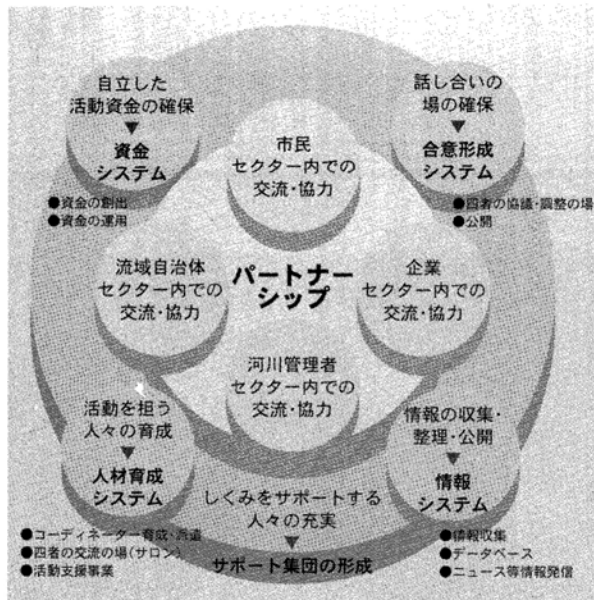 自立した
活動資金の確保
▼
資金
システム
●資金の創出
●資金の運用
話し合いの
場の確保
▼
合意形成
システム
●四者の協議・調整の場
●公開
市民
セクター内での
交流・協力
流域自治体
セクター内での
交流・協力
パートナー
シップ
企業
セクター内での
交流・協力
河川管理者
セクター内での
交流・協力
活動を担う
人々の育成
▼
人材育成
システム
●コーディネーター育成・派遣
●四者の交流の場(サロン)
●活動支援事業
しくみをサポートする
人々の充実
▼
サポート集団の形成
情報の収集・
整理・公開
▼
情報
システム
●情報収集
●データベース
●ニュース等情報発信